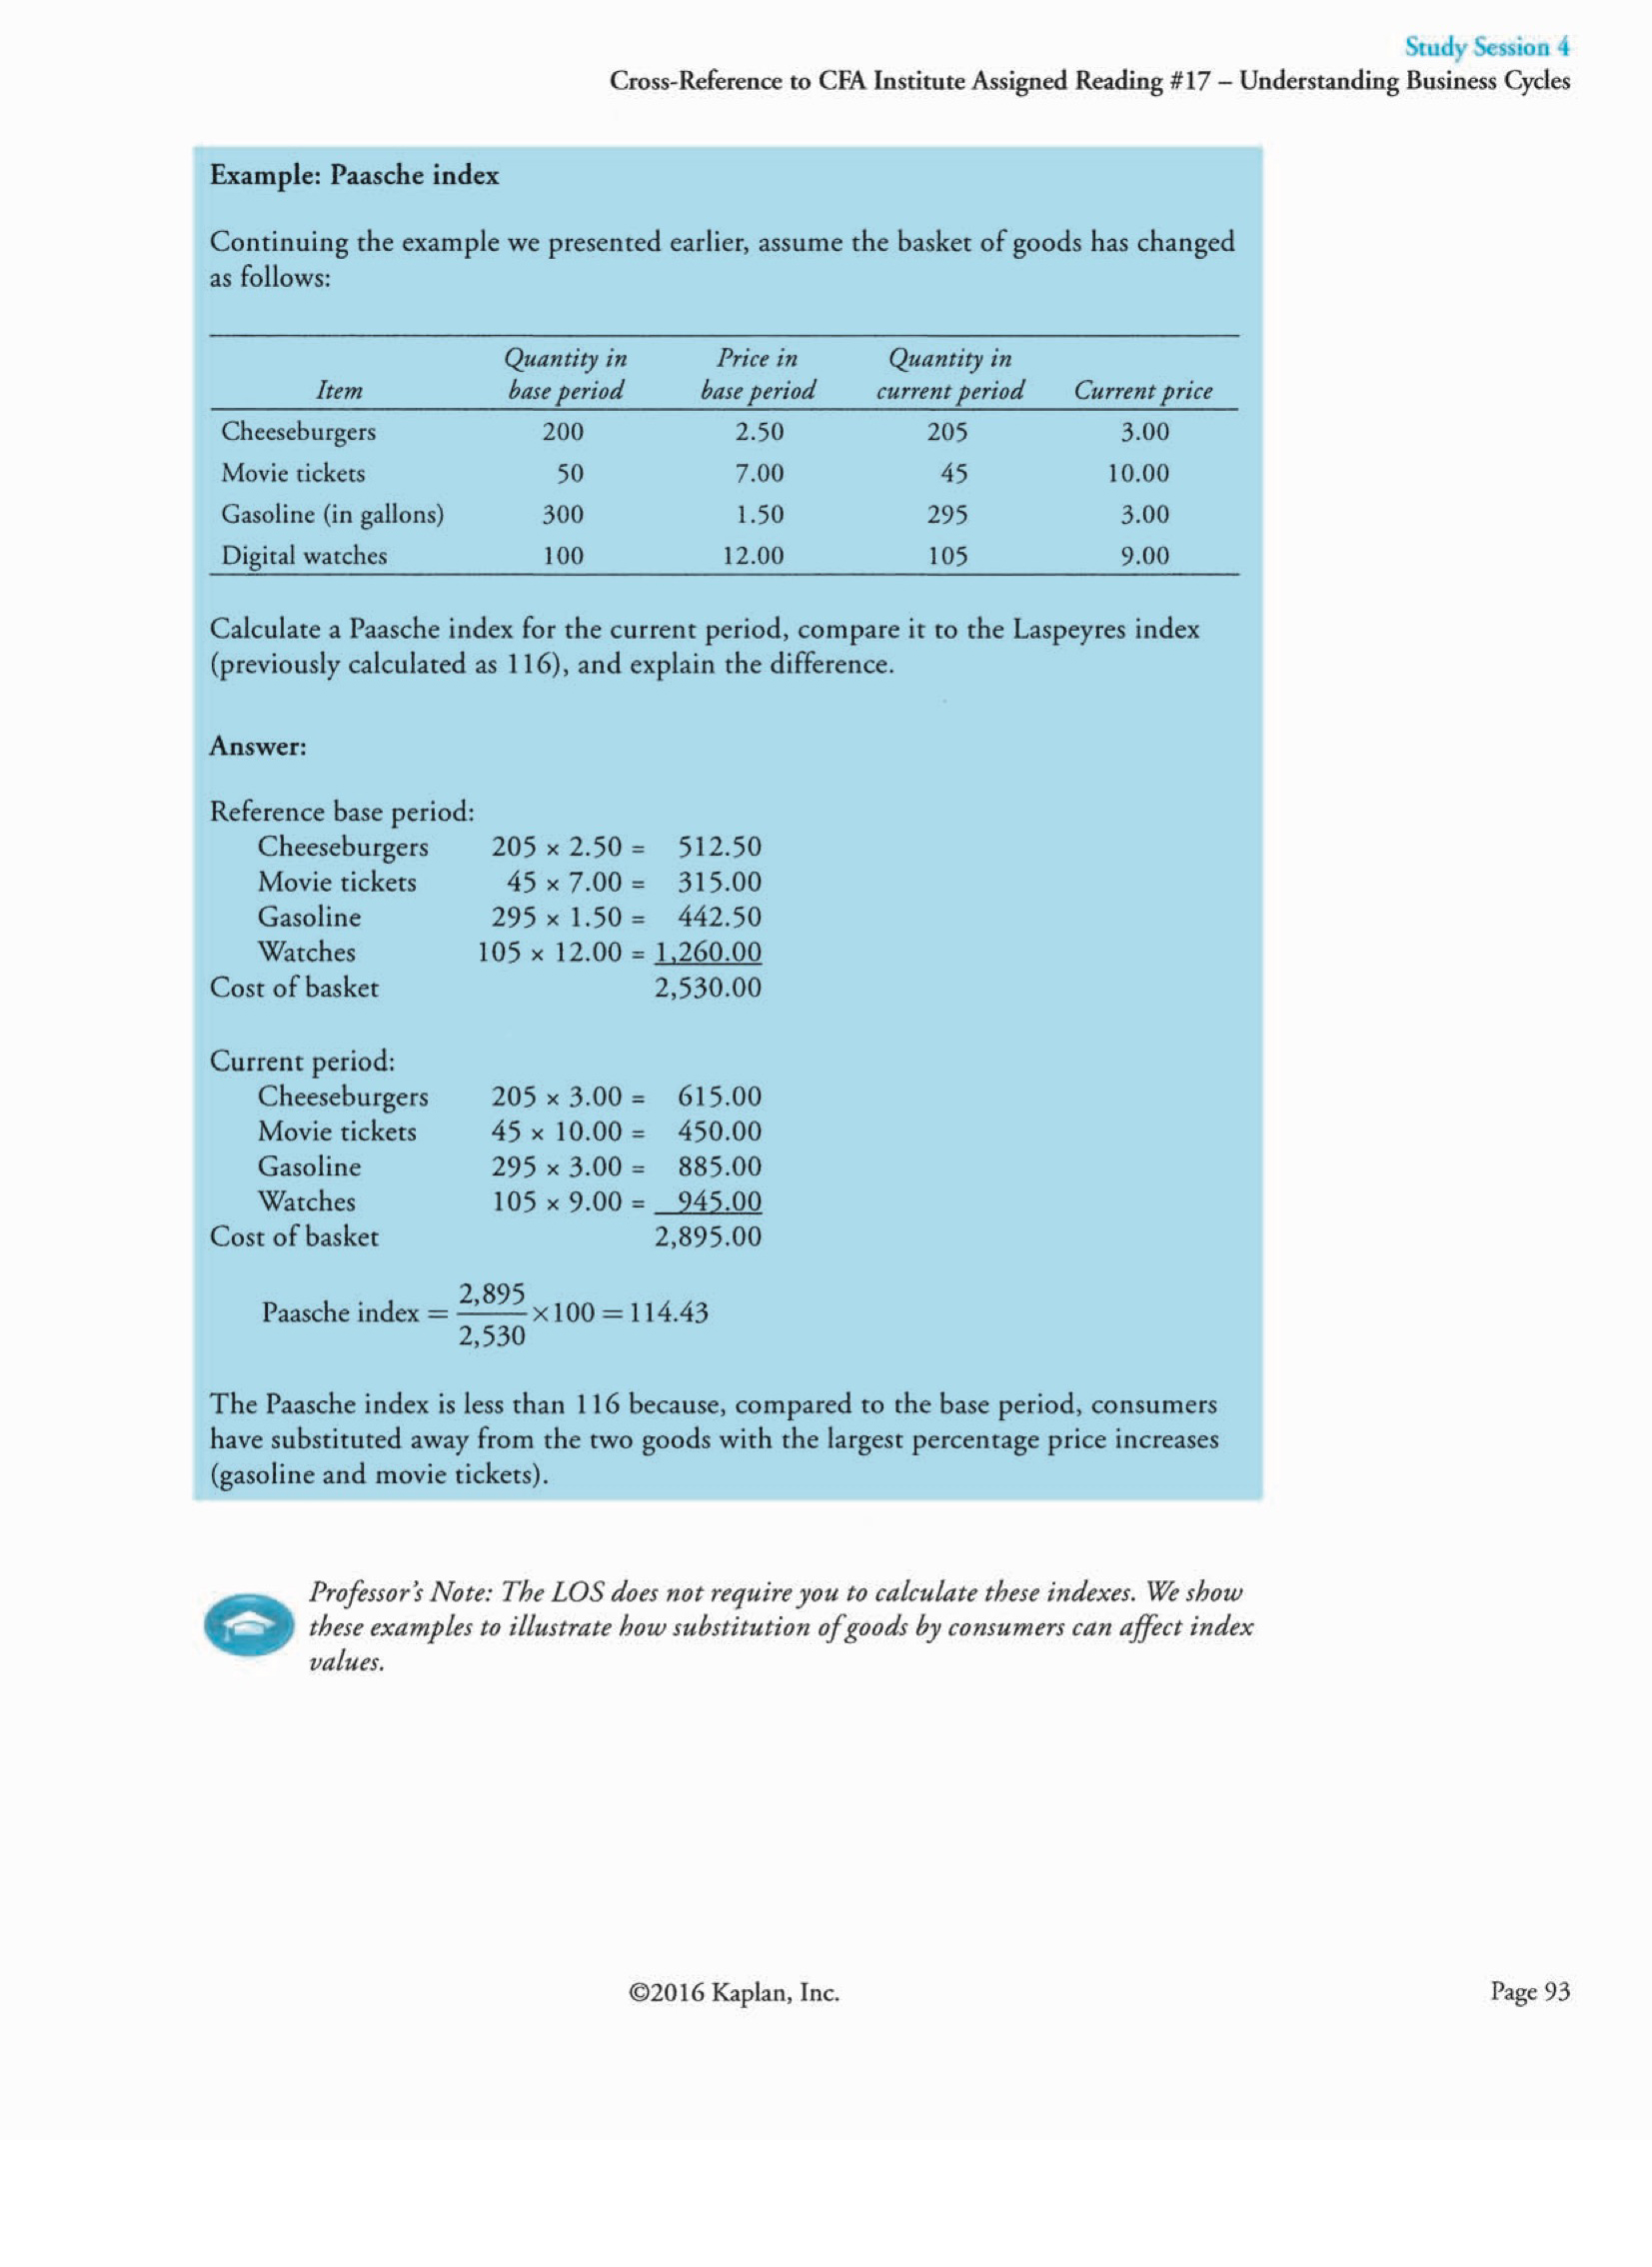 Study Session 4
Cross-Reference to CFA Institute Assigned Reading #17 – Understanding Business Cycles
Example: Paasche index
Continuing the example we presented earlier, assume the basket of goods has changed
as follows:
Item Quantity in base period Price in base period Quantity in current period Current price
Cheeseburgers 200 2.50 205 3.00
Movie tickets 50 7.00 45 10.00
Gasoline (in gallons) 300 1.50 295 3.00
Digital watches 100 12.00 105 9.00
Calculate a Paasche index for the current period, compare it to the Laspeyres index
(previously calculated as 116), and explain the difference.
Answer:
Reference base period:
Cheeseburgers 205 × 2.50 = 512.50
Movie tickets 45 × 7.00 = 315.00
Gasoline 295 × 1.50 = 442.50
Watches 105 × 12.00 = 1,260.00
Cost of basket 2,530.00
Current period:
Cheeseburgers 205 × 3.00 = 615.00
Movie tickets 45 × 10.00 = 450.00
Gasoline 295 × 3.00 = 885.00
Watches 105 × 9.00 = 945.00
Cost of basket 2,895.00
Paasche index = 2,895 / 2,530 × 100 = 114.43
The Paasche index is less than 116 because, compared to the base period, consumers
have substituted away from the two goods with the largest percentage price increases
(gasoline and movie tickets).
Professor's Note: The LOS does not require you to calculate these indexes. We show
these examples to illustrate how substitution of goods by consumers can affect index
values.
©2016 Kaplan, Inc. Page 93